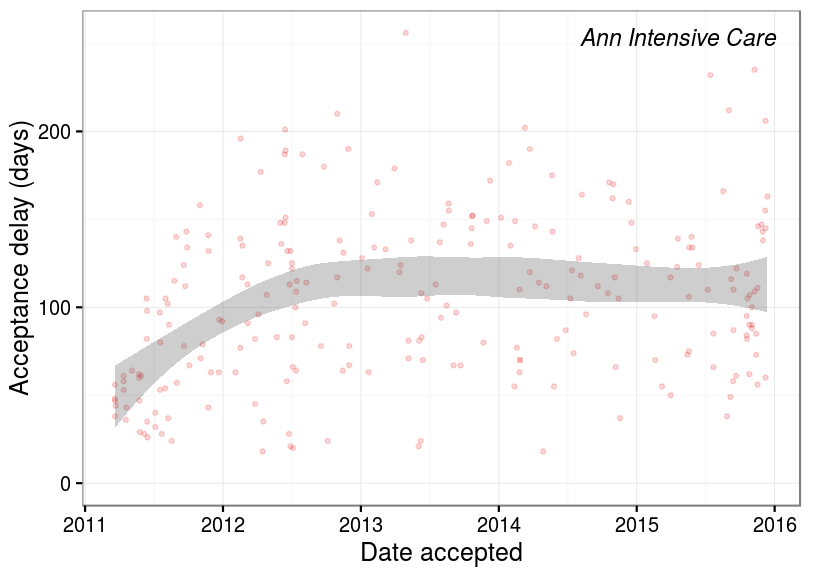 Ann Intensive Care
Acceptance delay (days)
200
100
0
2011 2012 2013 2014 2015 2016
Date accepted